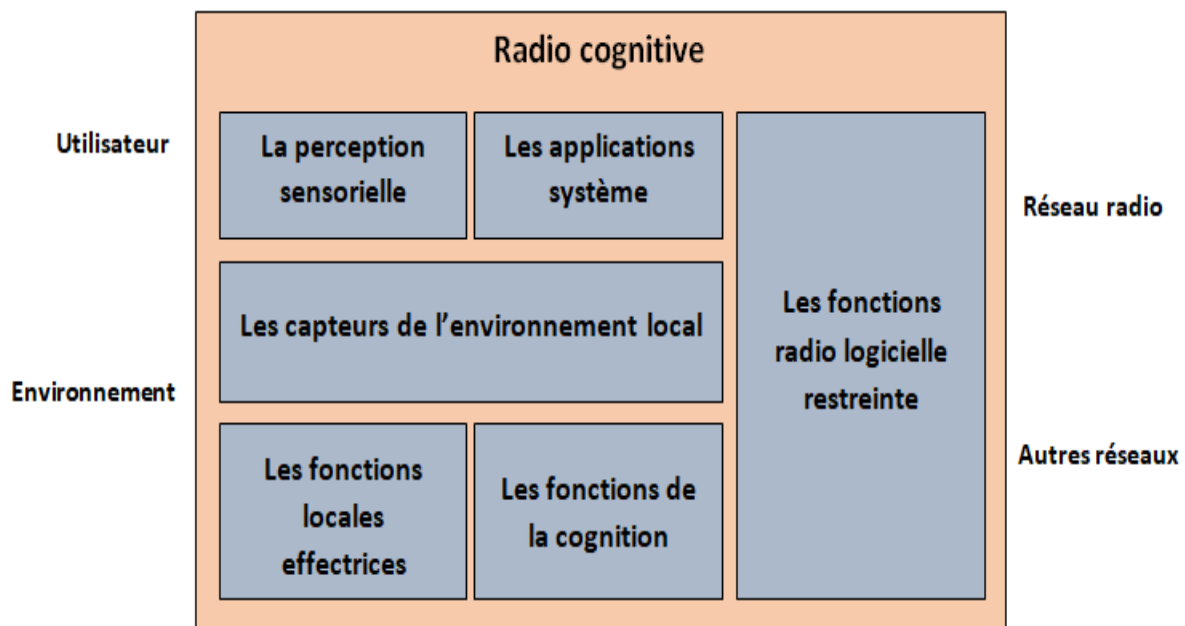 Radio cognitive
Utilisateur
La perception
sensorielle
Les applications
système
Les capteurs de l'environnement local
Environnement
Les fonctions
locales
effectrices
Les fonctions de
la cognition
Les fonctions
radio logicielle
restreinte
Réseau radio
Autres réseaux